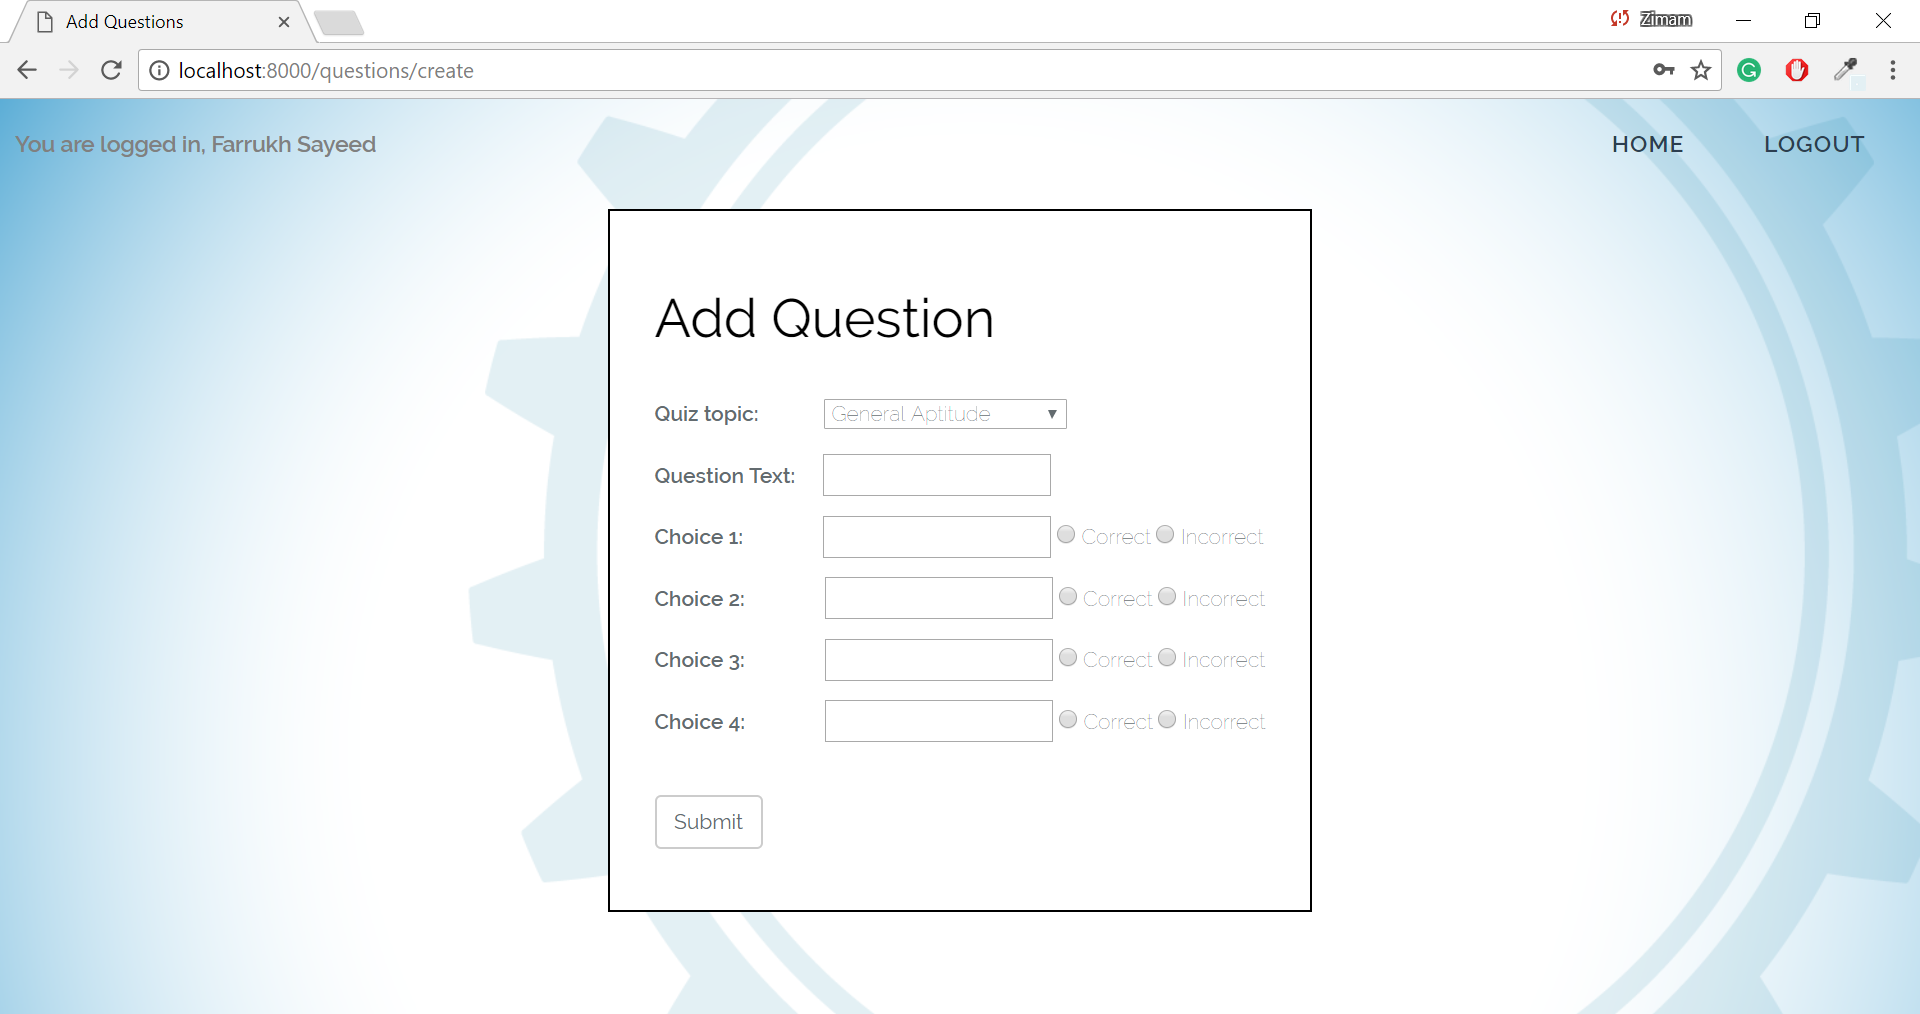 Add Questions
Zimam
localhost:8000/questions/create
You are logged in, Farrukh Sayeed
HOME LOGOUT
Add Question
Quiz topic: General Aptitude
Question Text:
Choice 1: Correct Incorrect
Choice 2: Correct Incorrect
Choice 3: Correct Incorrect
Choice 4: Correct Incorrect
Submit